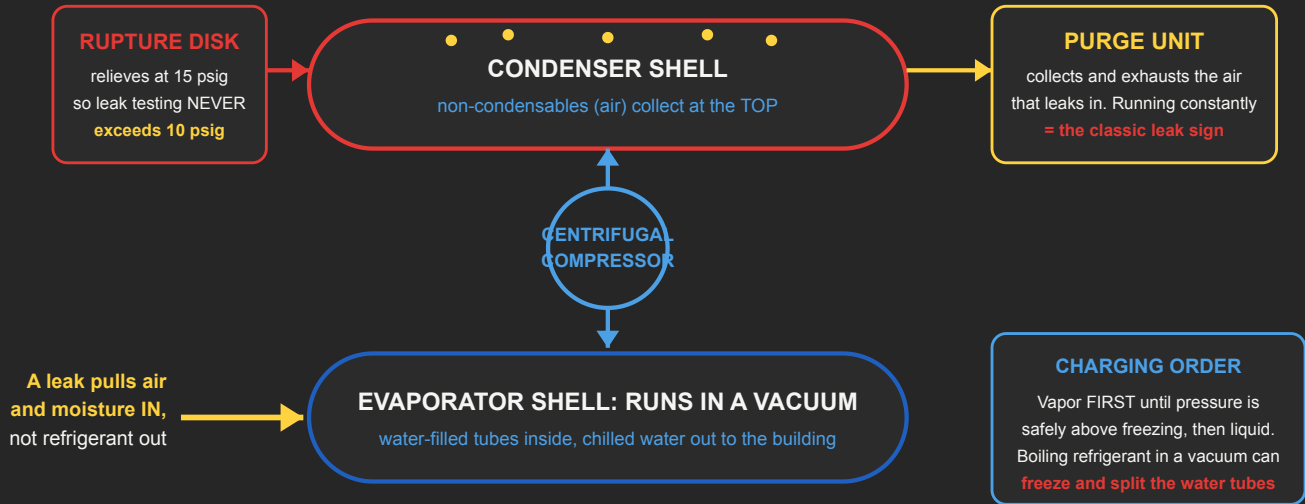 RUPTURE DISK
relieves at 15 psig
so leak testing NEVER
exceeds 10 psig
CONDENSER SHELL
non-condensables (air) collect at the TOP
PURGE UNIT
collects and exhausts the air
that leaks in. Running constantly
= the classic leak sign
CENTRIFUGAL
COMPRESSOR
A leak pulls air
and moisture IN,
not refrigerant out
EVAPORATOR SHELL: RUNS IN A VACUUM
water-filled tubes inside, chilled water out to the building
CHARGING ORDER
Vapor FIRST until pressure is
safely above freezing, then liquid.
Boiling refrigerant in a vacuum can
freeze and split the water tubes